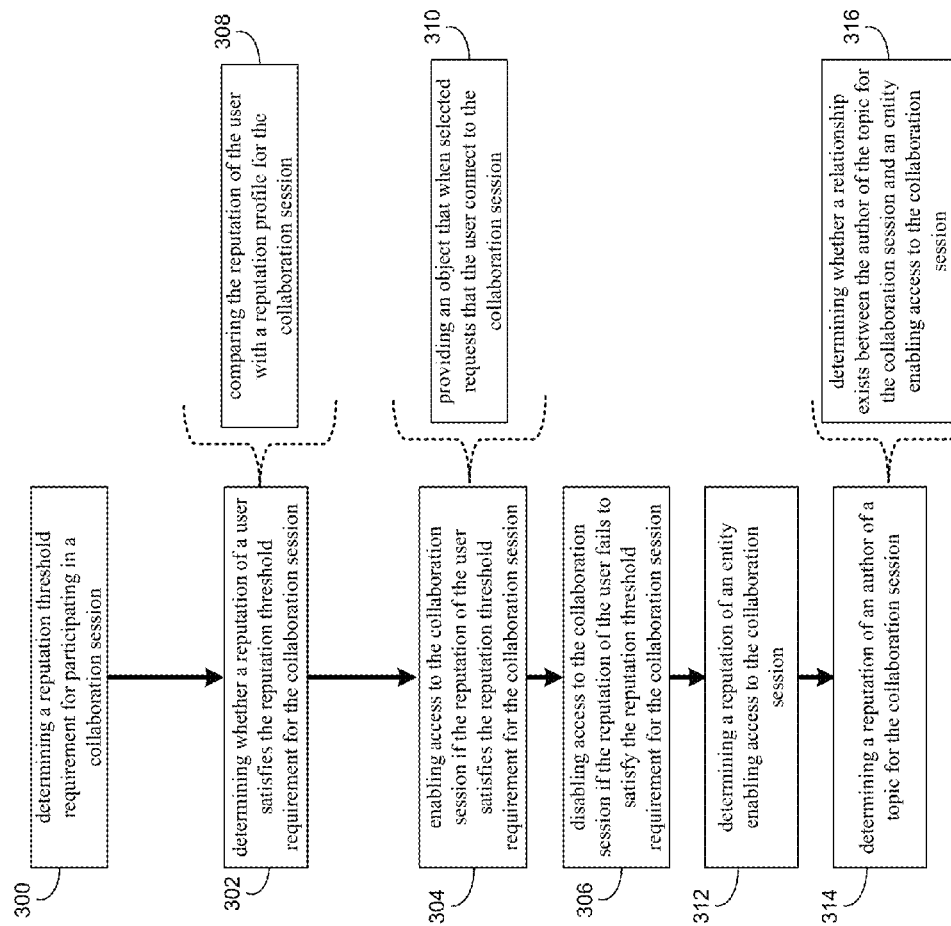 300
determining a reputation threshold
requirement for participating in a
collaboration session
302
determining whether a reputation of a user
satisfies the reputation threshold
requirement for the collaboration session
308
comparing the reputation of the user
with a reputation profile for the
collaboration session
304
enabling access to the collaboration
session if the reputation of the user
satisfies the reputation threshold
requirement for the collaboration session
310
providing an object that when selected
requests that the user connect to the
collaboration session
306
disabling access to the collaboration
session if the reputation of the user fails to
satisfy the reputation threshold
requirement for the collaboration session
312
determining a reputation of an entity
enabling access to the collaboration
session
314
determining a reputation of an author of a
topic for the collaboration session
316
determining whether a relationship
exists between the author of the topic for
the collaboration session and an entity
enabling access to the collaboration
session